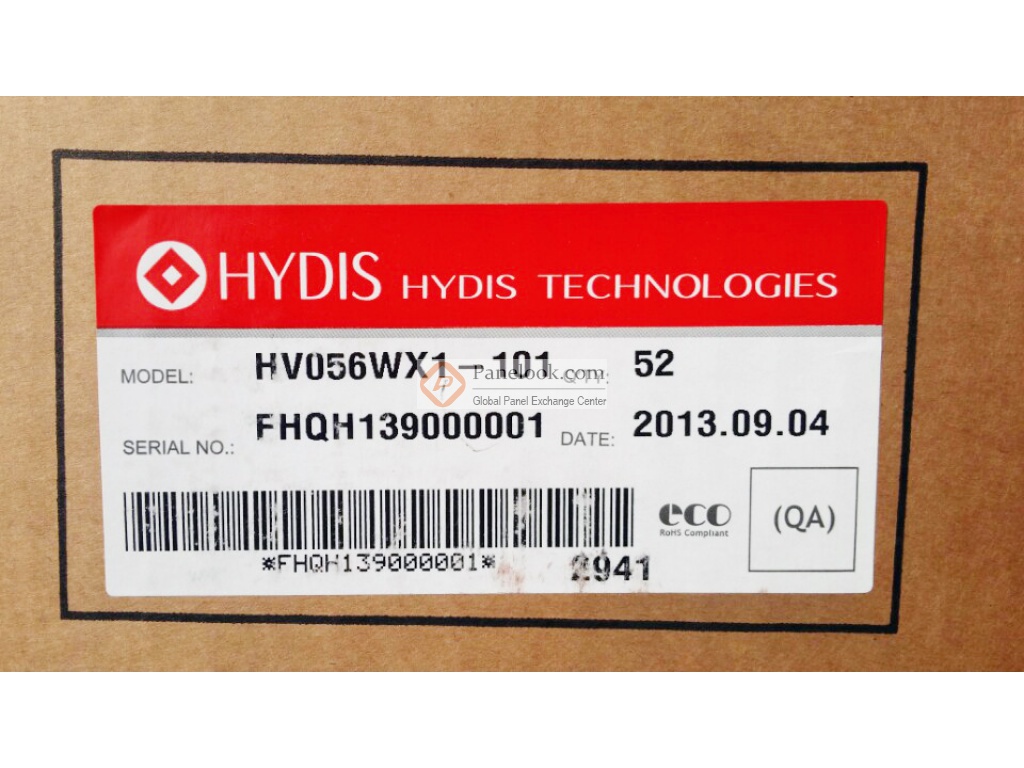 HYDIS HYDIS TECHNOLOGIES
MODEL: HV056WX1-101 QTY: 52
Panelook.com
Global Panel Exchange Center
SERIAL NO.: FHQH139000001 DATE: 2013.09.04
eco
RoHS Compliant
(QA)
*FHQH139000001* 2941